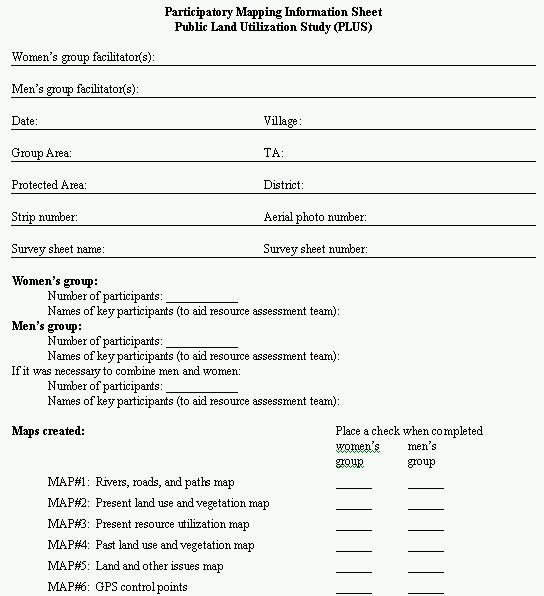 Participatory Mapping Information Sheet
Public Land Utilization Study (PLUS)
Women's group facilitator(s):
Men's group facilitator(s):
Date: Village:
Group Area: TA:
Protected Area: District:
Strip number: Aerial photo number:
Survey sheet name: Survey sheet number:
Women's group:
Number of participants: ____________
Names of key participants (to aid resource assessment team):
Men's group:
Number of participants: ____________
Names of key participants (to aid resource assessment team):
If it was necessary to combine men and women:
Number of participants: ____________
Names of key participants (to aid resource assessment team):
Maps created: Place a check when completed
women's men's
group group
MAP#1: Rivers, roads, and paths map ______ ______
MAP#2: Present land use and vegetation map ______ ______
MAP#3: Present resource utilization map ______ ______
MAP#4: Past land use and vegetation map ______ ______
MAP#5: Land and other issues map ______ ______
MAP#6: GPS control points ______ ______